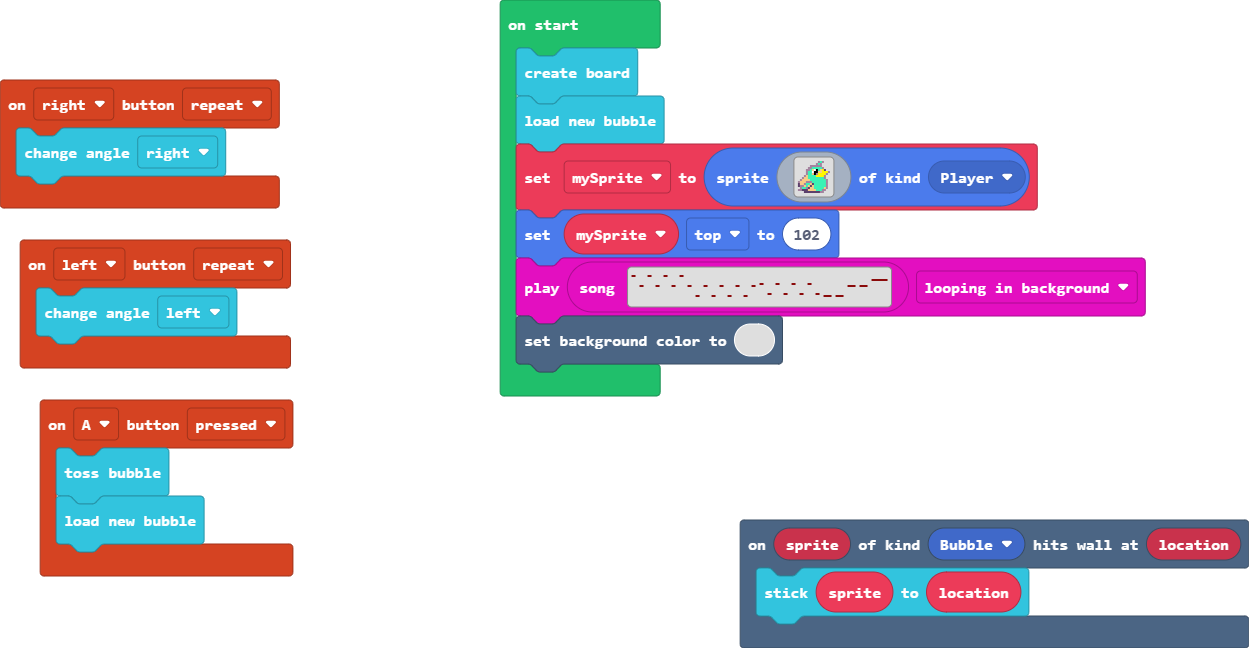 on start
create board
load new bubble
set mySprite to sprite of kind Player
set mySprite top to 102
play song looping in background
set background color to
on right button repeat
change angle right
on left button repeat
change angle left
on A button pressed
toss bubble
load new bubble
on sprite of kind Bubble hits wall at location
stick sprite to location